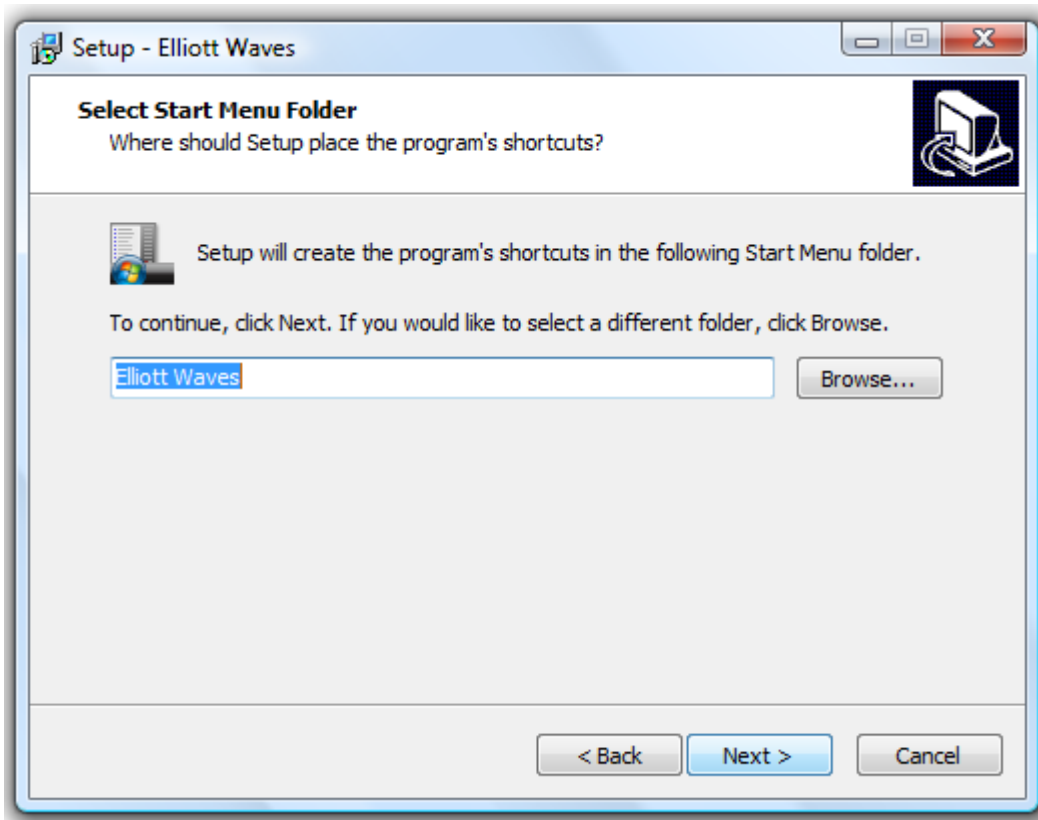 Setup - Elliott Waves
Select Start Menu Folder
Where should Setup place the program's shortcuts?
Setup will create the program's shortcuts in the following Start Menu folder.
To continue, click Next. If you would like to select a different folder, click Browse.
Elliott Waves
Browse...
< Back
Next >
Cancel